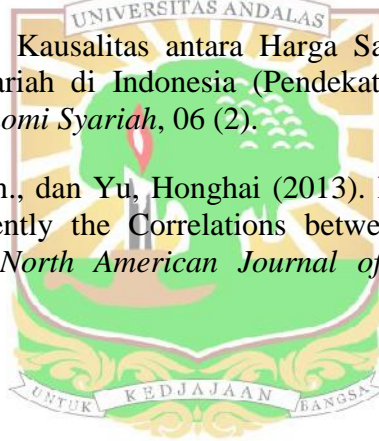 UNIVERSITAS ANDALAS
Kausalitas antara Harga Sa
ariah di Indonesia (Pendekat
omi Syariah, 06 (2).
n., dan Yu, Honghai (2013).
ently the Correlations betwe
North American Journal of
UNTUK KEDJAJAAN BANGSA